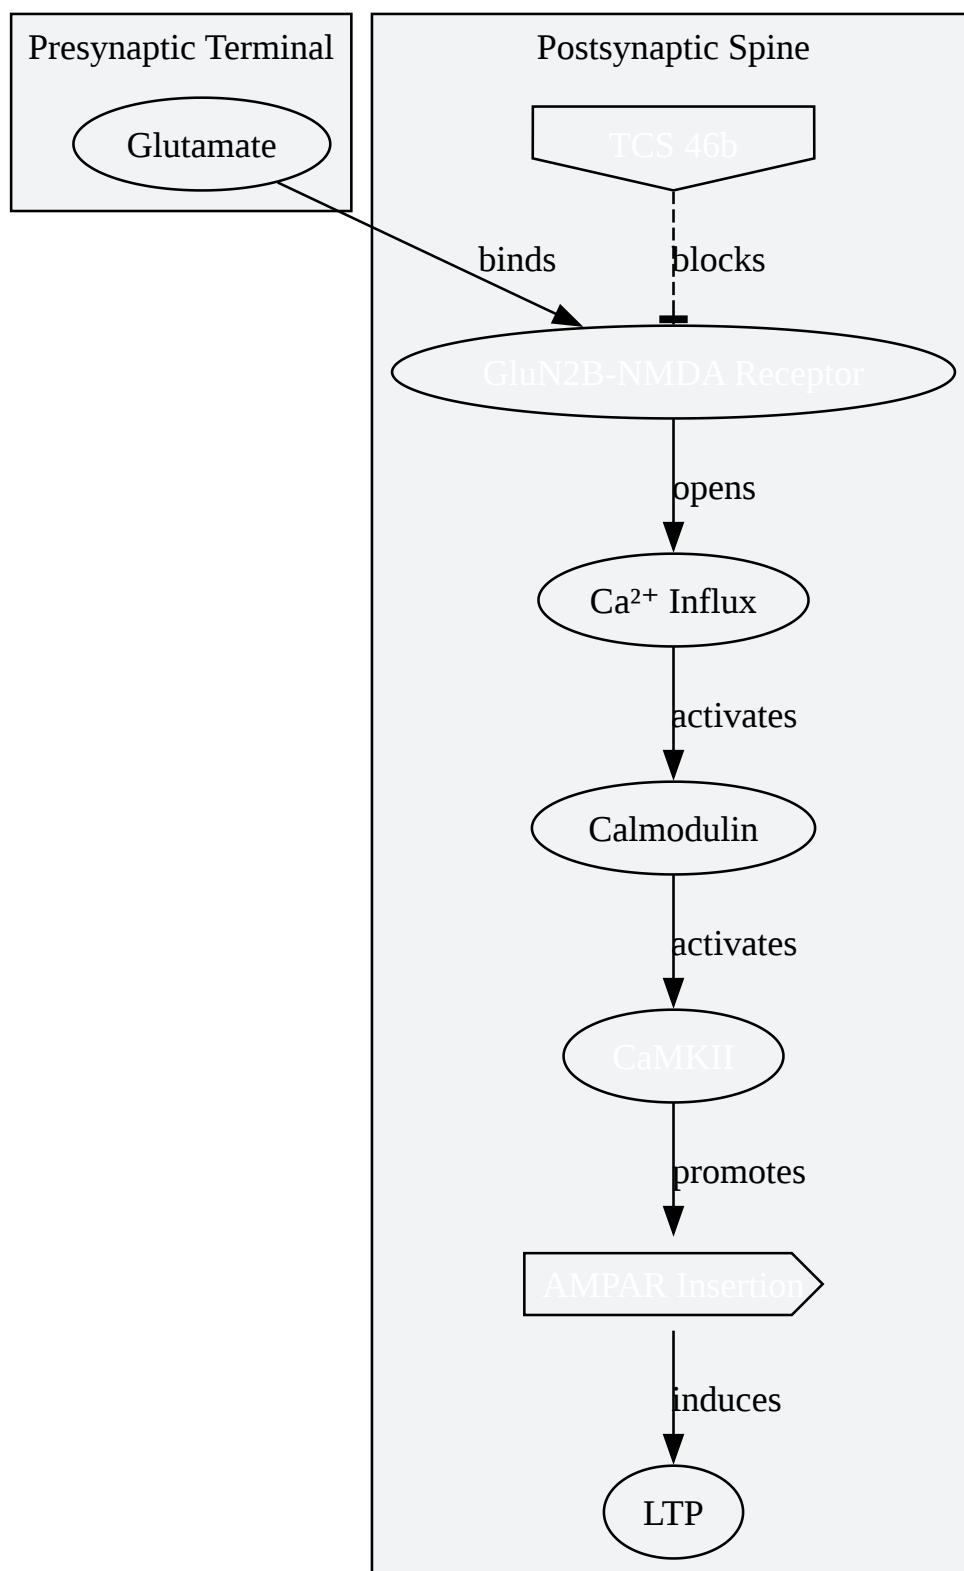 Presynaptic Terminal
Postsynaptic Spine
Glutamate
TCS 46b
binds
blocks
GluN2B-NMDA Receptor
opens
Ca²⁺ Influx
activates
Calmodulin
activates
CaMKII
promotes
AMPAR Insertion
induces
LTP